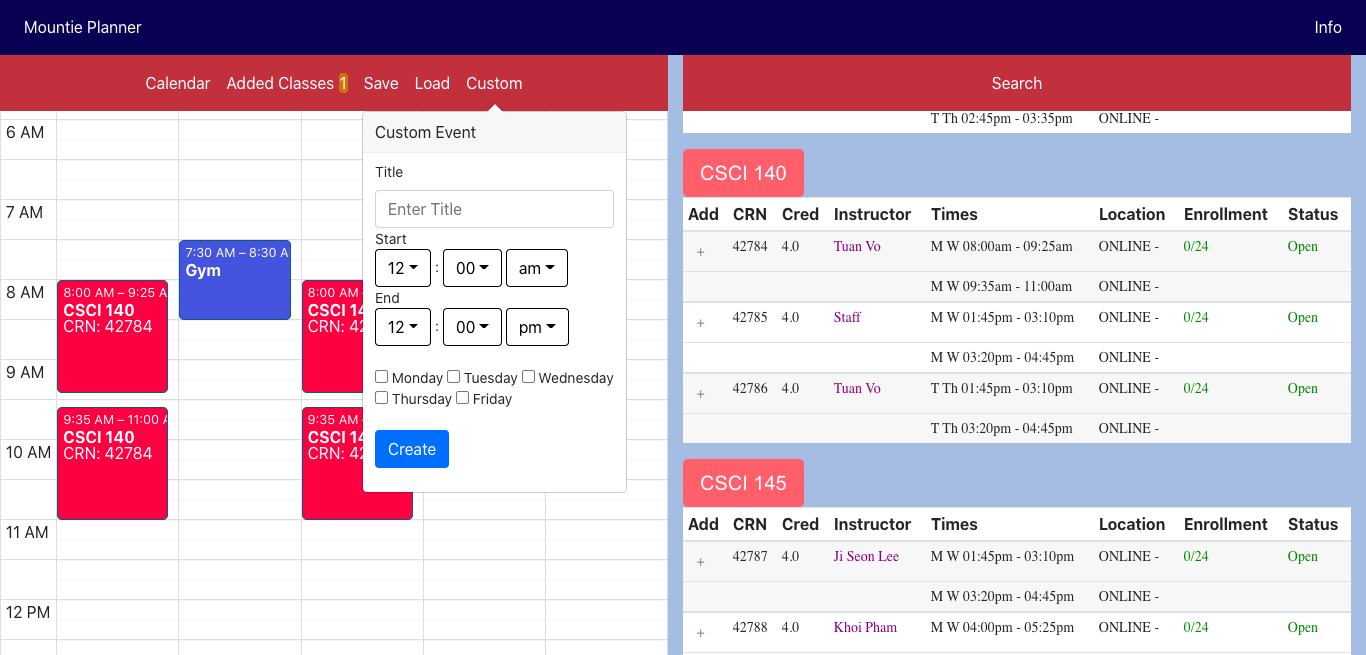 Mountie Planner
Info
Calendar Added Classes 1 Save Load Custom
6 AM
7 AM
8 AM
9 AM
10 AM
11 AM
12 PM
8:00 AM – 9:25 A
CSCI 140
CRN: 42784
9:35 AM – 11:00 A
CSCI 140
CRN: 42784
7:30 AM – 8:30 A
Gym
8:00 AM
CSCI 14
CRN: 42
9:35 AM
CSCI 14
CRN: 42
Custom Event
Title
Enter Title
Start
12 : 00 am
End
12 : 00 pm
Monday Tuesday Wednesday
Thursday Friday
Create
Search
T Th 02:45pm - 03:35pm ONLINE -
CSCI 140
Add CRN Cred Instructor Times Location Enrollment Status
+ 42784 4.0 Tuan Vo M W 08:00am - 09:25am ONLINE - 0/24 Open
M W 09:35am - 11:00am ONLINE -
+ 42785 4.0 Staff M W 01:45pm - 03:10pm ONLINE - 0/24 Open
M W 03:20pm - 04:45pm ONLINE -
+ 42786 4.0 Tuan Vo T Th 01:45pm - 03:10pm ONLINE - 0/24 Open
T Th 03:20pm - 04:45pm ONLINE -
CSCI 145
Add CRN Cred Instructor Times Location Enrollment Status
+ 42787 4.0 Ji Seon Lee M W 01:45pm - 03:10pm ONLINE - 0/24 Open
M W 03:20pm - 04:45pm ONLINE -
+ 42788 4.0 Khoi Pham M W 04:00pm - 05:25pm ONLINE - 0/24 Open